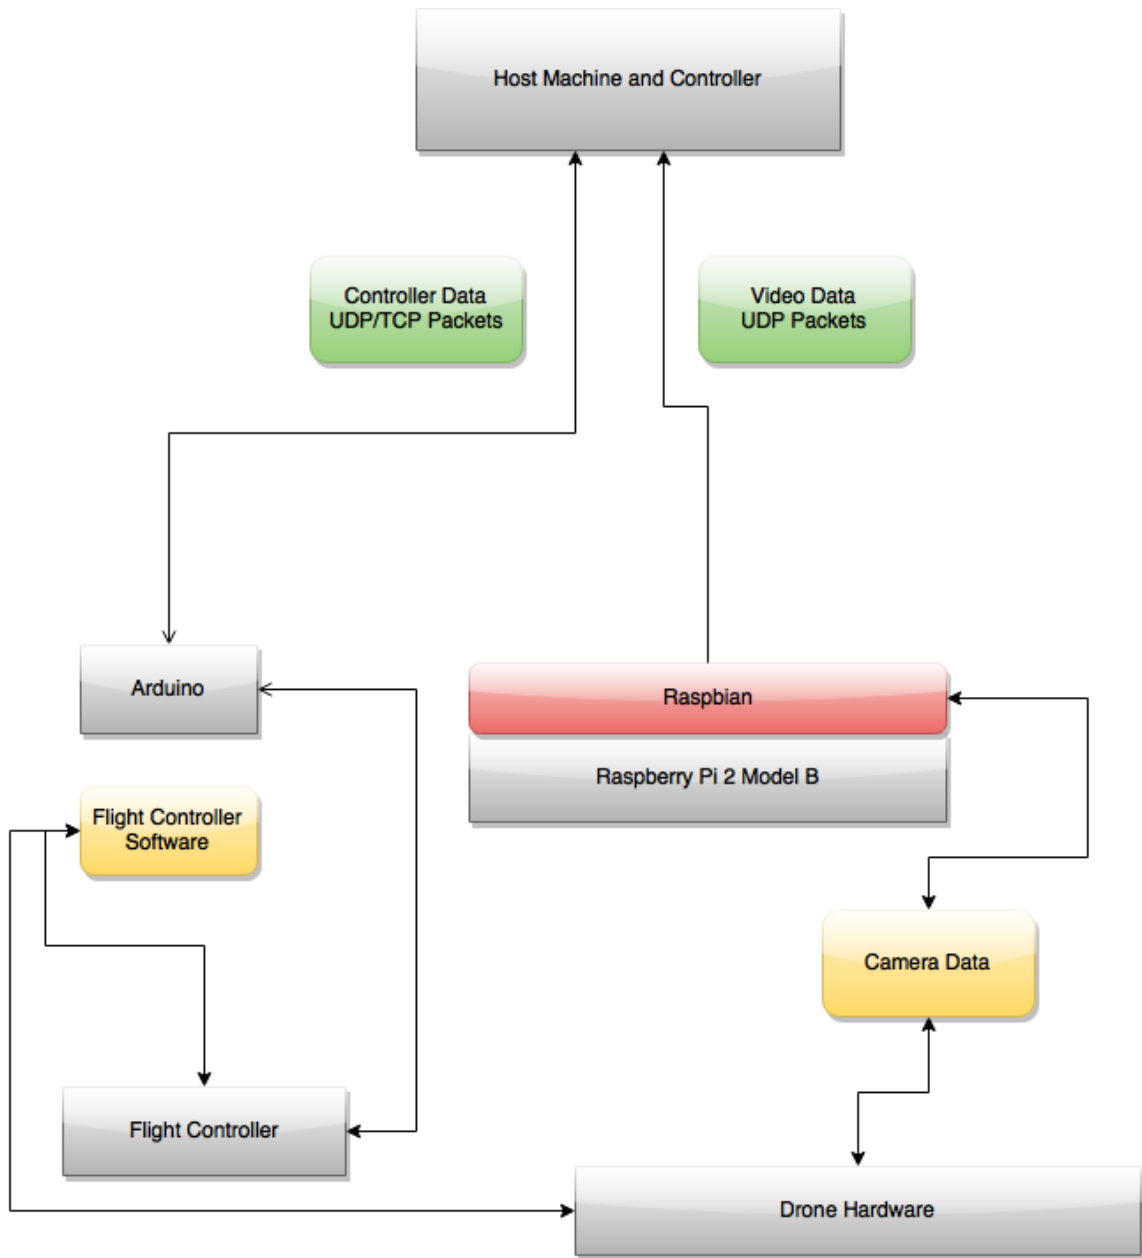 Host Machine and Controller
Controller Data
UDP/TCP Packets
Video Data
UDP Packets
Arduino
Raspbian
Raspberry Pi 2 Model B
Flight Controller
Software
Camera Data
Flight Controller
Drone Hardware